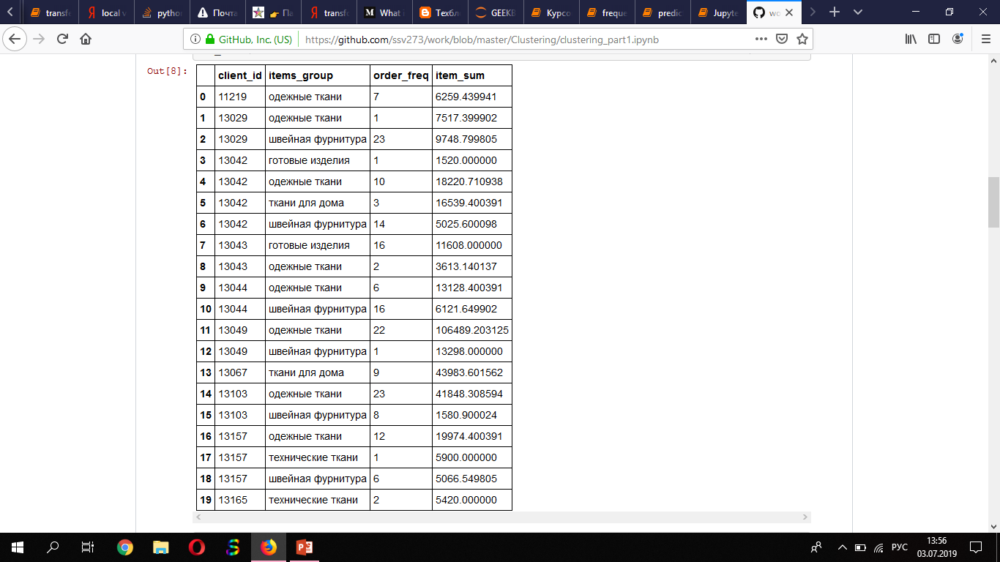 transfo
local v
python
Почта
👉 Па
transfo
What i
Техбл
GEEKB
Курсо
freque
predic
Jupyte
wo
GitHub, Inc. (US) https://github.com/ssv273/work/blob/master/Clustering/clustering_part1.ipynb
Out[8]:
client_id items_group order_freq item_sum
0 11219 одежные ткани 7 6259.439941
1 13029 одежные ткани 1 7517.399902
2 13029 швейная фурнитура 23 9748.799805
3 13042 готовые изделия 1 1520.000000
4 13042 одежные ткани 10 18220.710938
5 13042 ткани для дома 3 16539.400391
6 13042 швейная фурнитура 14 5025.600098
7 13043 готовые изделия 16 11608.000000
8 13043 одежные ткани 2 3613.140137
9 13044 одежные ткани 6 13128.400391
10 13044 швейная фурнитура 16 6121.649902
11 13049 одежные ткани 22 106489.203125
12 13049 швейная фурнитура 1 13298.000000
13 13067 ткани для дома 9 43983.601562
14 13103 одежные ткани 23 41848.308594
15 13103 швейная фурнитура 8 1580.900024
16 13157 одежные ткани 12 19974.400391
17 13157 технические ткани 1 5900.000000
18 13157 швейная фурнитура 6 5066.549805
19 13165 технические ткани 2 5420.000000
РУС
13:56
03.07.2019